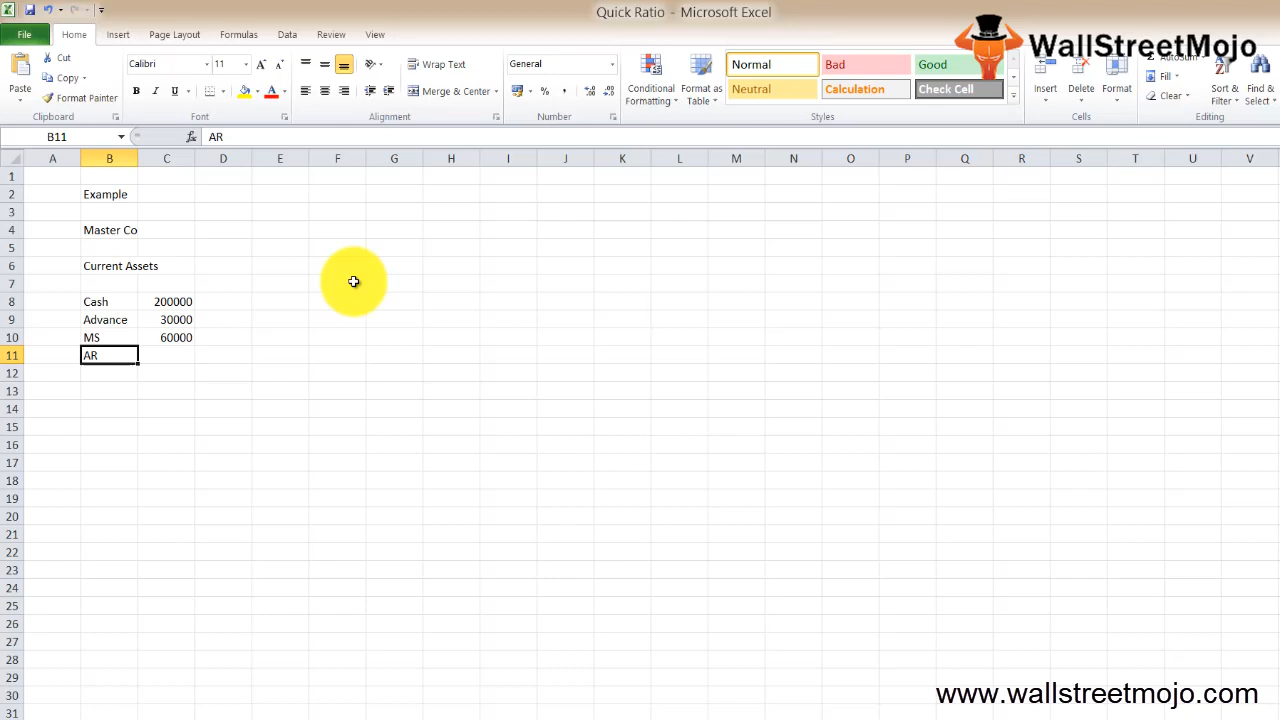 Quick Ratio - Microsoft Excel
File Home Insert Page Layout Formulas Data Review View
WallStreetMojo
Paste
Cut
Copy
Format Painter
Clipboard
Calibri 11
B I U A
Font
Wrap Text
Merge & Center
Alignment
General
% ,
Number
Conditional Formatting
Format as Table
Normal Bad Good
Neutral Calculation Check Cell
Styles
Insert Delete Format
Cells
AutoSum
Fill
Clear
Sort & Filter
Find & Select
Editing
B11 fx AR
A B C D E F G H I J K L M N O P Q R S T U V
1
2 Example
3
4 Master Co
5
6 Current Assets
7
8 Cash 200000
9 Advance 30000
10 MS 60000
11 AR
12
13
14
15
16
17
18
19
20
21
22
23
24
25
26
27
28
29
30
31
www.wallstreetmojo.com